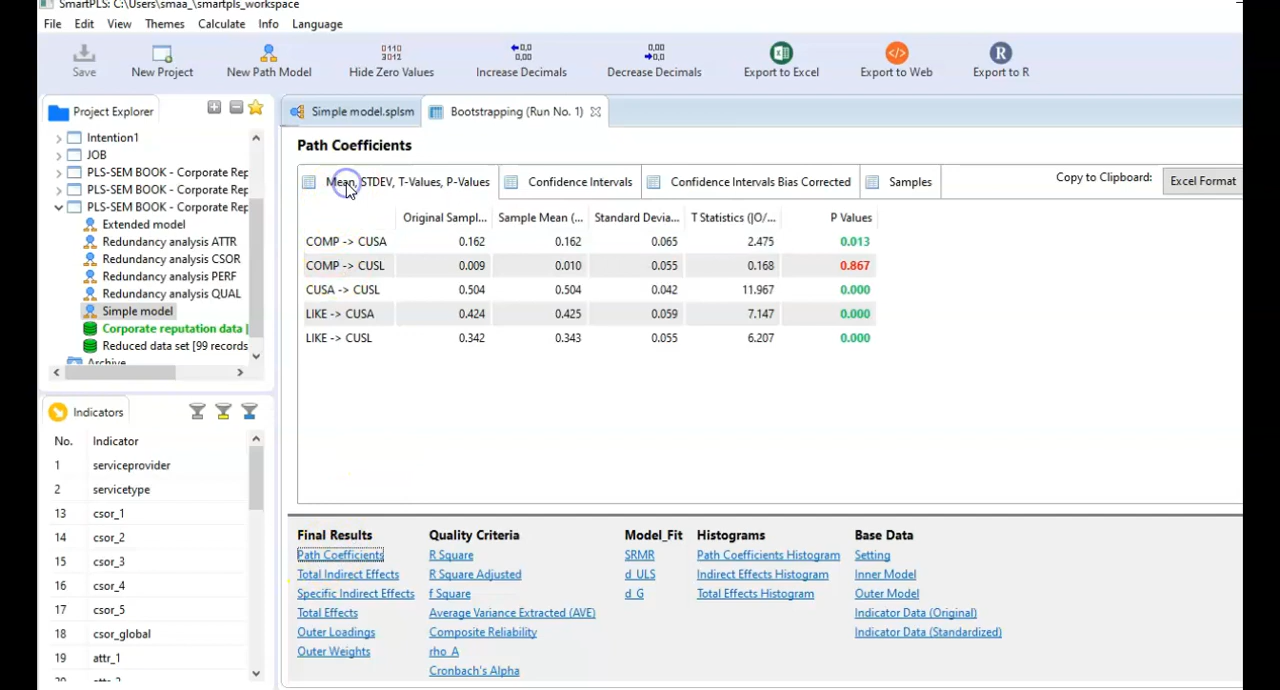 SmartPLS: C:\Users\smaa_\smartpls_workspace
File Edit View Themes Calculate Info Language
Save New Project New Path Model Hide Zero Values Increase Decimals Decrease Decimals Export to Excel Export to Web Export to R
Project Explorer
Intention1
JOB
PLS-SEM BOOK - Corporate Rep
PLS-SEM BOOK - Corporate Rep
PLS-SEM BOOK - Corporate Rep
Extended model
Redundancy analysis ATTR
Redundancy analysis CSOR
Redundancy analysis PERF
Redundancy analysis QUAL
Simple model
Corporate reputation data [
Reduced data set [99 records
Archive
Indicators
No. Indicator
1 serviceprovider
2 servicetype
13 csor_1
14 csor_2
15 csor_3
16 csor_4
17 csor_5
18 csor_global
19 attr_1
Simple model.splsm Bootstrapping (Run No. 1)
Path Coefficients
Mean, STDEV, T-Values, P-Values Confidence Intervals Confidence Intervals Bias Corrected Samples Copy to Clipboard: Excel Format
Original Sampl... Sample Mean (... Standard Devia... T Statistics (|O/... P Values
COMP -> CUSA 0.162 0.162 0.065 2.475 0.013
COMP -> CUSL 0.009 0.010 0.055 0.168 0.867
CUSA -> CUSL 0.504 0.504 0.042 11.967 0.000
LIKE -> CUSA 0.424 0.425 0.059 7.147 0.000
LIKE -> CUSL 0.342 0.343 0.055 6.207 0.000
Final Results Quality Criteria Model_Fit Histograms Base Data
Path Coefficients R Square SRMR Path Coefficients Histogram Setting
Total Indirect Effects R Square Adjusted d_ULS Indirect Effects Histogram Inner Model
Specific Indirect Effects f Square d_G Total Effects Histogram Outer Model
Total Effects Average Variance Extracted (AVE) Indicator Data (Original)
Outer Loadings Composite Reliability Indicator Data (Standardized)
Outer Weights rho_A
Cronbach's Alpha